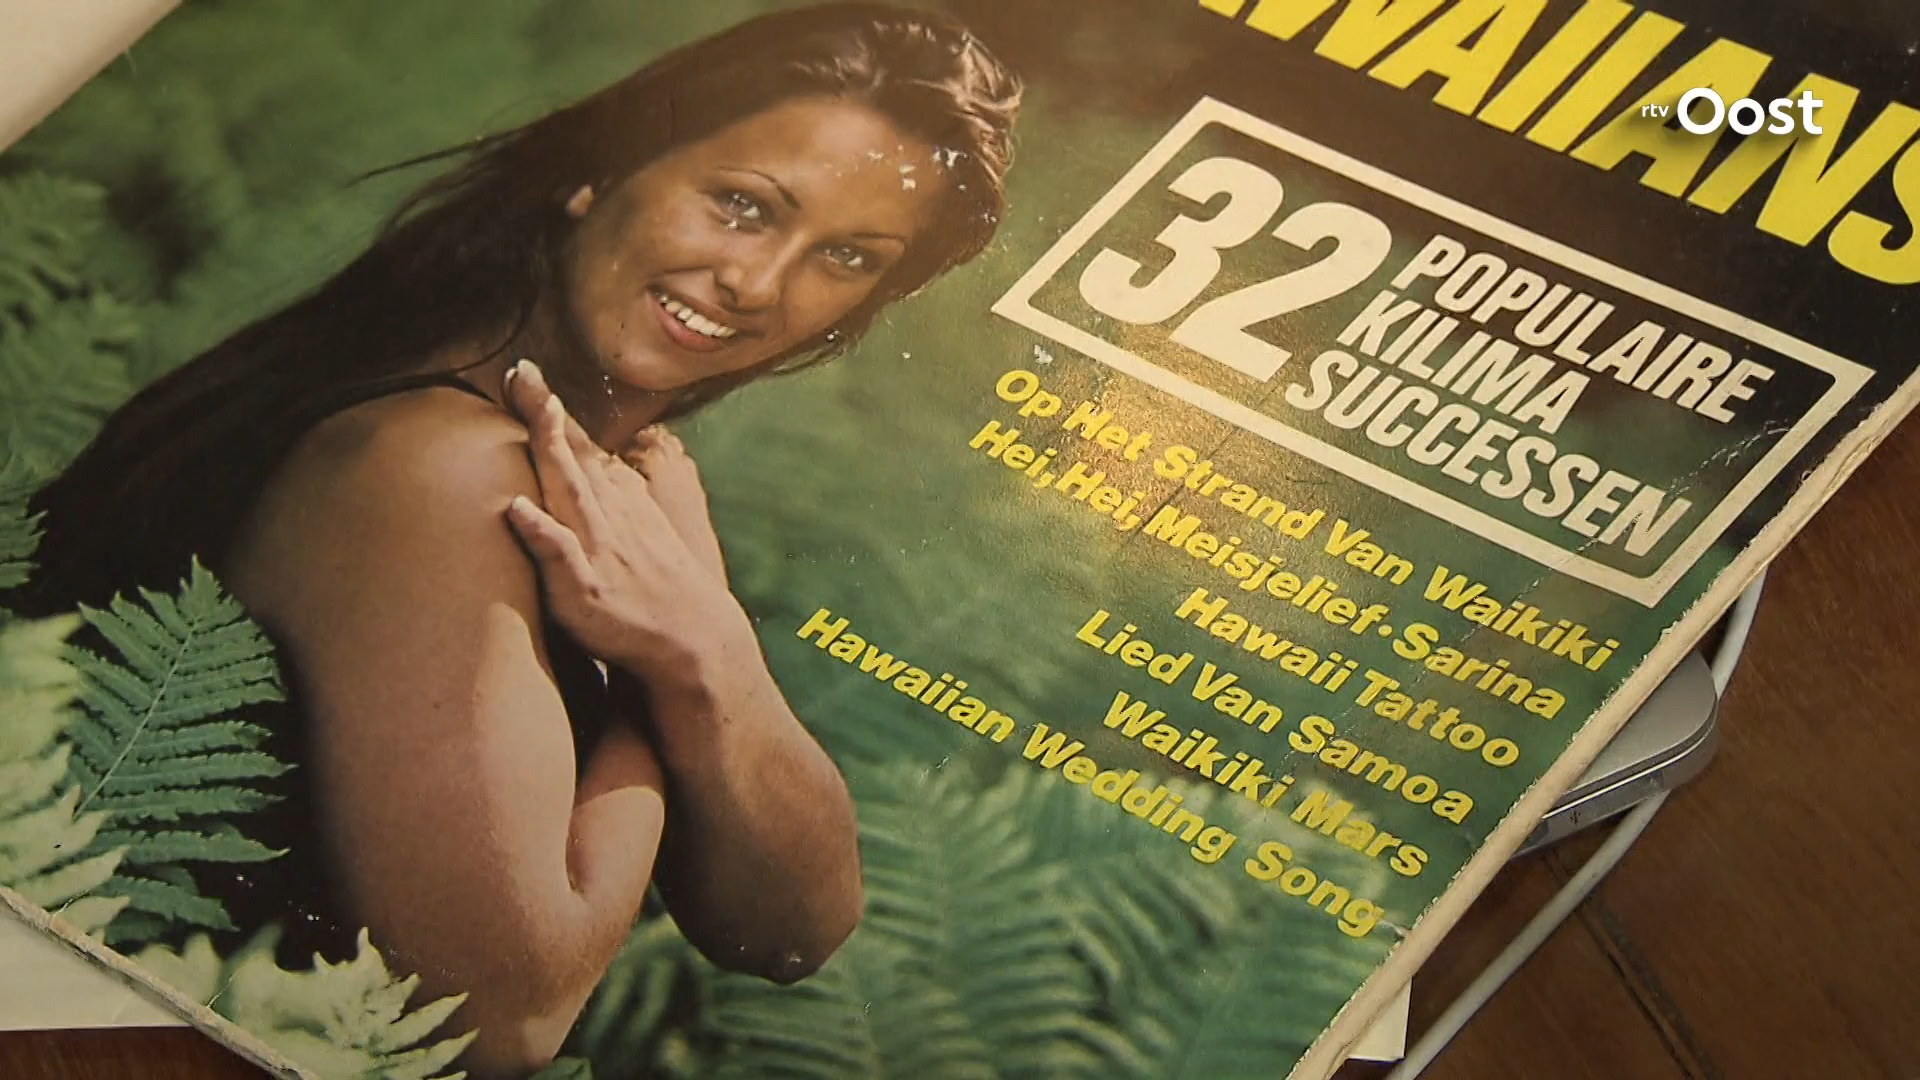 WAIIANS
rtv Oost
32 POPULAIRE
KILIMA
SUCCESSEN
Op Het Strand Van Waikiki
Hei, Hei, Meisjelief · Sarina
Hawaii Tattoo
Lied Van Samoa
Waikiki Mars
Hawaiian Wedding Song